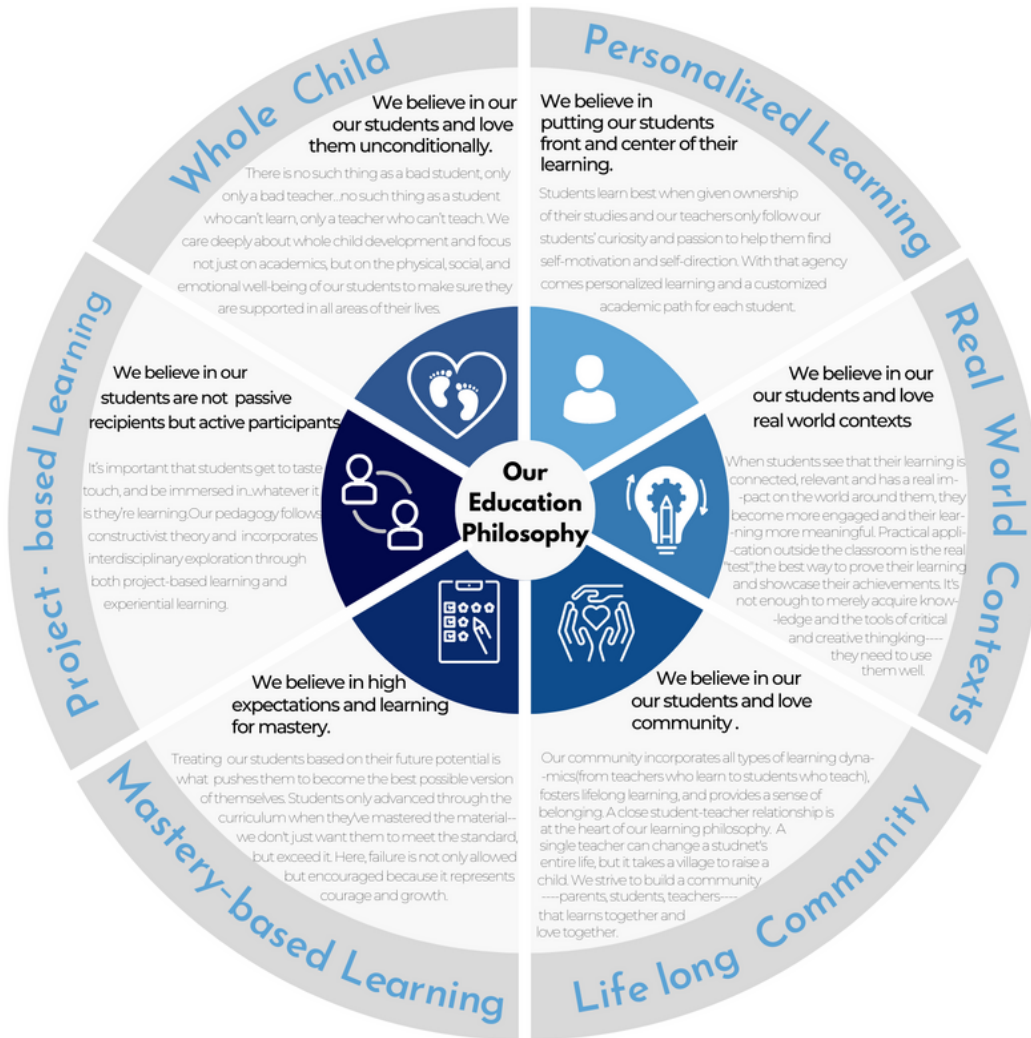 Whole Child
We believe in our
our students and love
them unconditionally.
There is no such thing as a bad student, only
only a bad teacher...no such thing as a student
who can't learn, only a teacher who can't teach. We
care deeply about whole child development and focus
not just on academics, but on the physical, social, and
emotional well-being of our students to make sure they
are supported in all areas of their lives.
Personalized Learning
We believe in
putting our students
front and center of their
learning.
Students learn best when given ownership
of their studies and our teachers only follow our
students' curiosity and passion to help them find
self-motivation and self-direction. With that agency
comes personalized learning and a customized
academic path for each student.
Real World Contexts
We believe in our
our students and love
real world contexts
When students see that their learning is
connected, relevant and has a real im-
-pact on the world around them, they
become more engaged and their lear-
-ning more meaningful. Practical appli-
-cation outside the classroom is the real
"test",the best way to prove their learning
and showcase their achievements. It's
not enough to merely acquire know-
-ledge and the tools of critical
and creative thingking----
they need to use
them well.
Life long Community
We believe in our
our students and love
community .
Our community incorporates all types of learning dyna-
-mics(from teachers who learn to students who teach),
fosters lifelong learning, and provides a sense of
belonging. A close student-teacher relationship is
at the heart of our learning philosophy. A
single teacher can change a studnet's
entire life, but it takes a village to raise a
child. We strive to build a community
----parents, students, teachers----
that learns together and
love together.
Mastery-based Learning
We believe in high
expectations and learning
for mastery.
Treating our students based on their future potential is
what pushes them to become the best possible version
of themselves. Students only advanced through the
curriculum when they've mastered the material--
we don't just want them to meet the standard,
but exceed it. Here, failure is not only allowed
but encouraged because it represents
courage and growth.
Project - based Learning
We believe in our
students are not passive
recipients but active participants
It's important that students get to taste
touch, and be immersed in..whatever it
is they're learning.Our pedagogy follows
constructivist theory and incorporates
interdisciplinary exploration through
both project-based learning and
experiential learning.
Our
Education
Philosophy